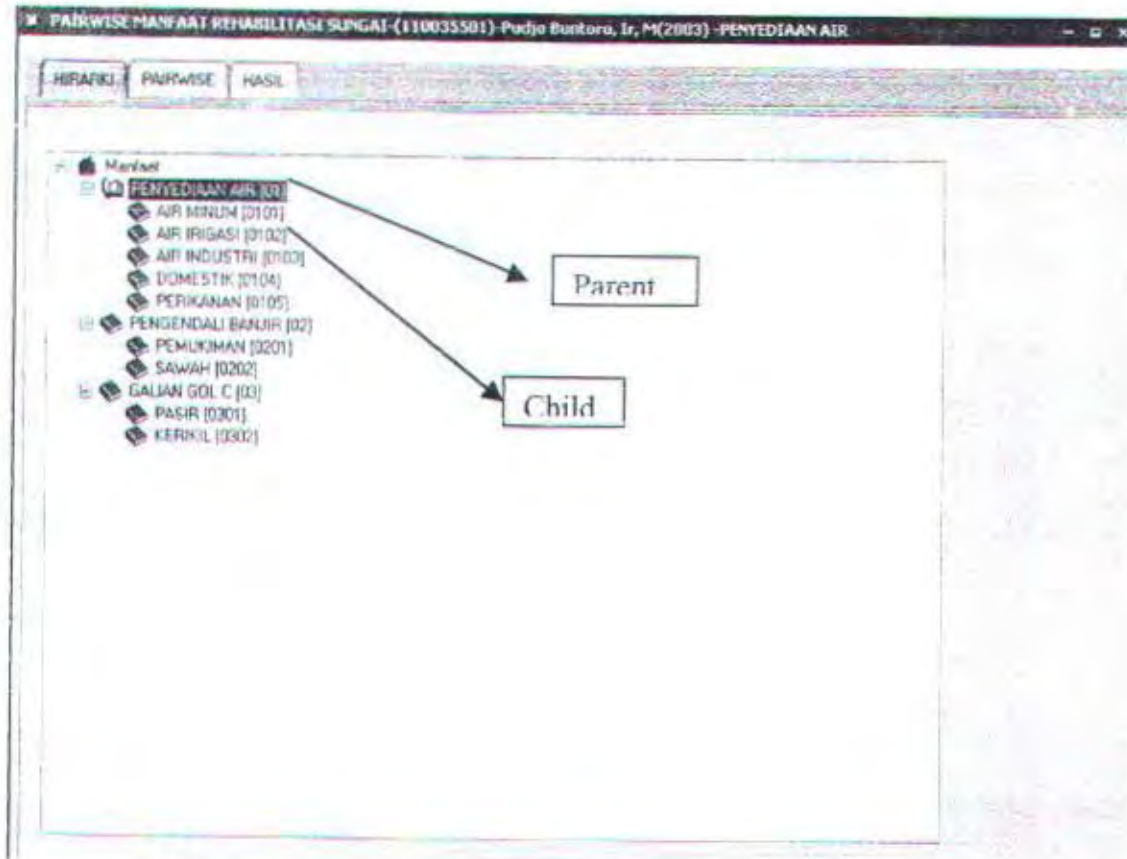 PAIRWISE MANFAAT REHABILITASI SUNGAI-(110035501)-Pudjo Buntoro, Ir, M(2003) -PENYEDIAAN AIR
HIRARKI PAIRWISE HASIL
Manfaat
PENYEDIAAN AIR [01]
AIR MINUM [0101]
AIR IRIGASI [0102]
AIR INDUSTRI [0103]
DOMESTIK [0104]
PERIKANAN [0105]
PENGENDALI BANJIR [02]
PEMUKIMAN [0201]
SAWAH [0202]
GALIAN GOL C [03]
PASIR [0301]
KERIKIL [0302]
Parent
Child